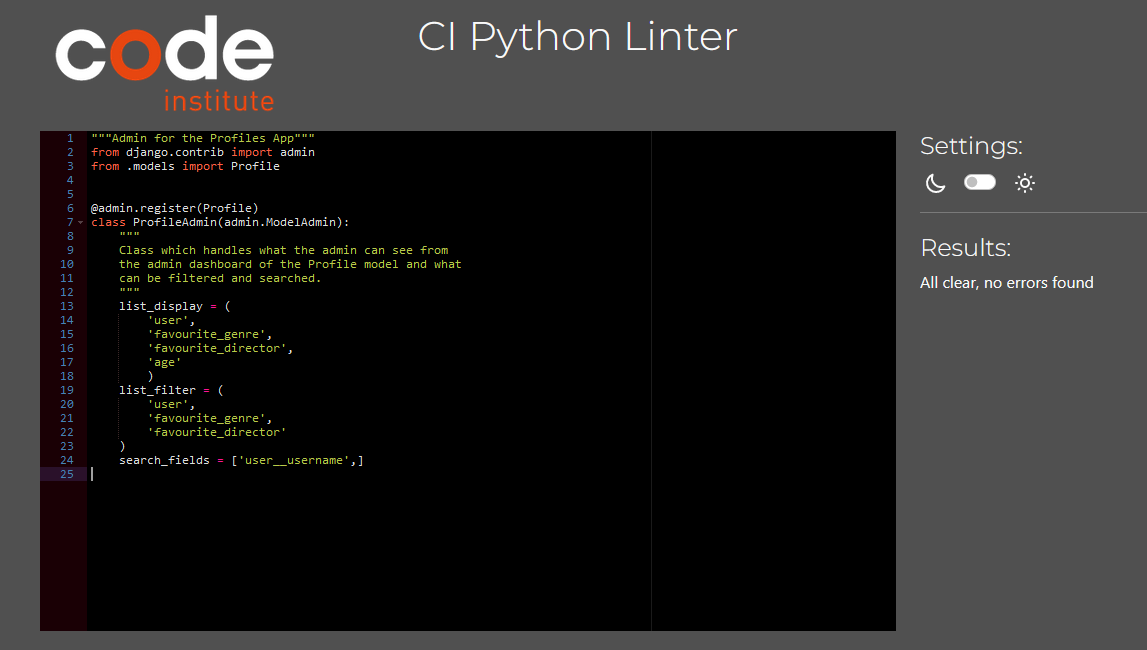 code
institute
CI Python Linter
1 """Admin for the Profiles App"""
2 from django.contrib import admin
3 from .models import Profile
4
5
6 @admin.register(Profile)
7 class ProfileAdmin(admin.ModelAdmin):
8     """
9     Class which handles what the admin can see from
10     the admin dashboard of the Profile model and what
11     can be filtered and searched.
12     """
13     list_display = (
14         'user',
15         'favourite_genre',
16         'favourite_director',
17         'age'
18         )
19     list_filter = (
20         'user',
21         'favourite_genre',
22         'favourite_director'
23     )
24     search_fields = ['user__username',]
25
Settings:
Results:
All clear, no errors found